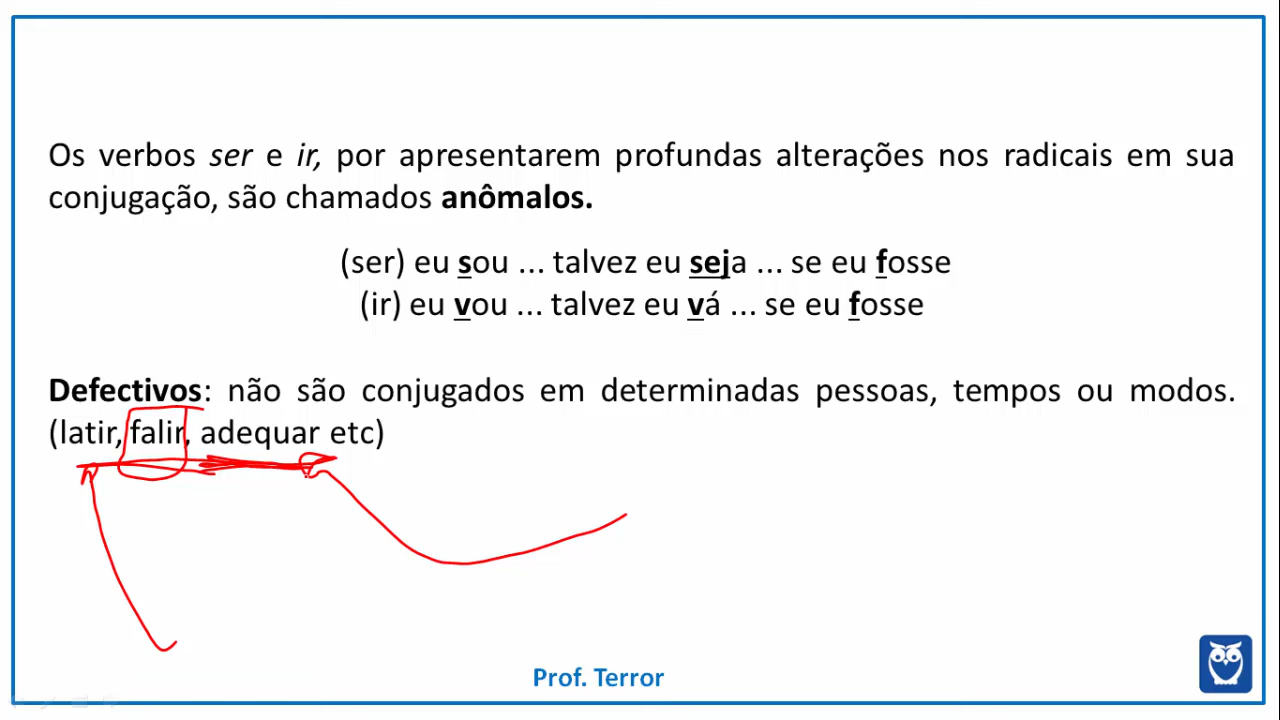 Os verbos ser e ir, por apresentarem profundas alterações nos radicais em sua
conjugação, são chamados anômalos.
(ser) eu sou ... talvez eu seja ... se eu fosse
(ir) eu vou ... talvez eu vá ... se eu fosse
Defectivos: não são conjugados em determinadas pessoas, tempos ou modos.
(latir, falir, adequar etc)
Prof. Terror